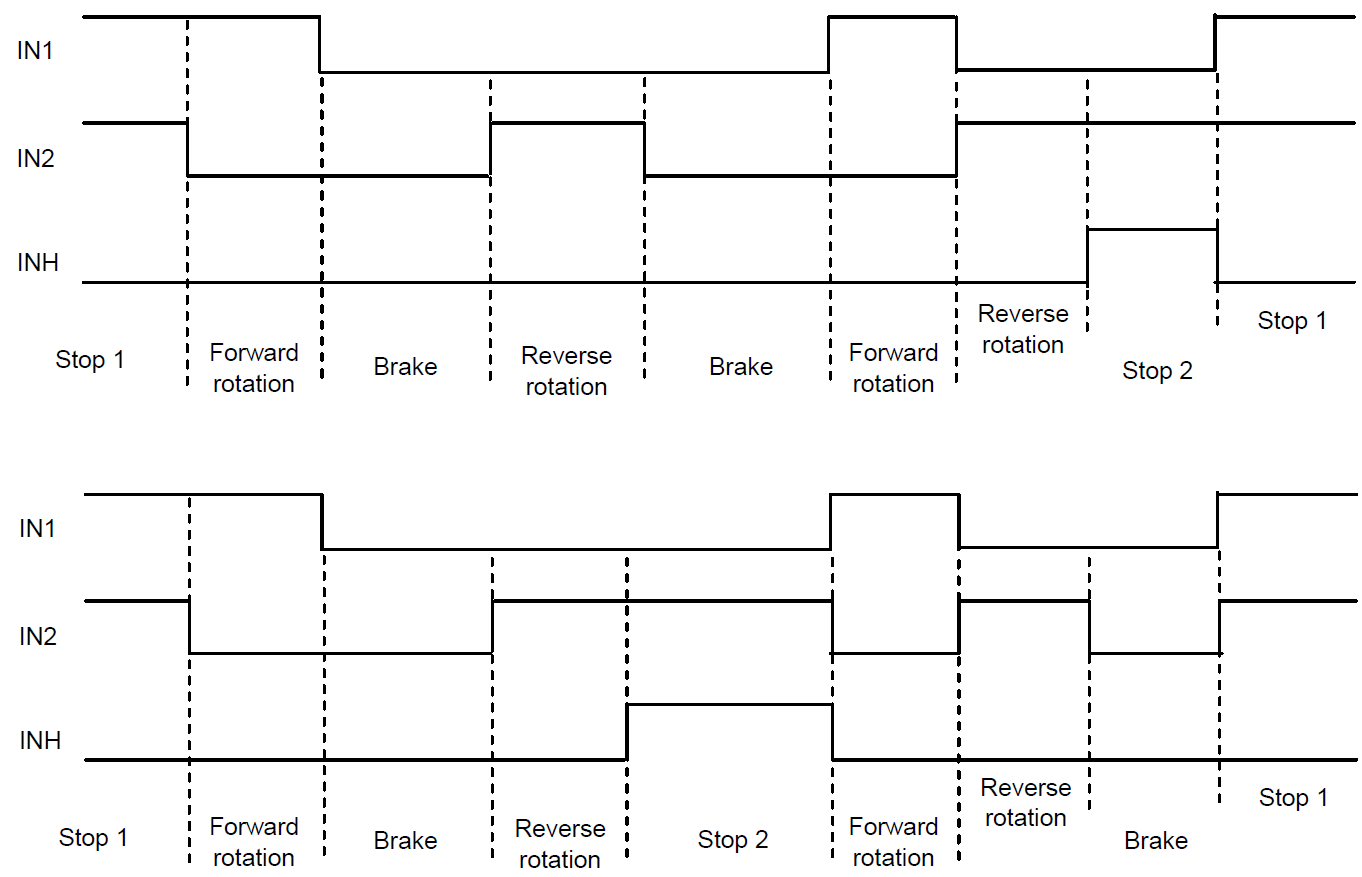 IN1
IN2
INH
Stop 1
Forward
rotation
Brake
Reverse
rotation
Brake
Forward
rotation
Reverse
rotation
Stop 2
Stop 1
IN1
IN2
INH
Stop 1
Forward
rotation
Brake
Reverse
rotation
Stop 2
Forward
rotation
Reverse
rotation
Brake
Stop 1